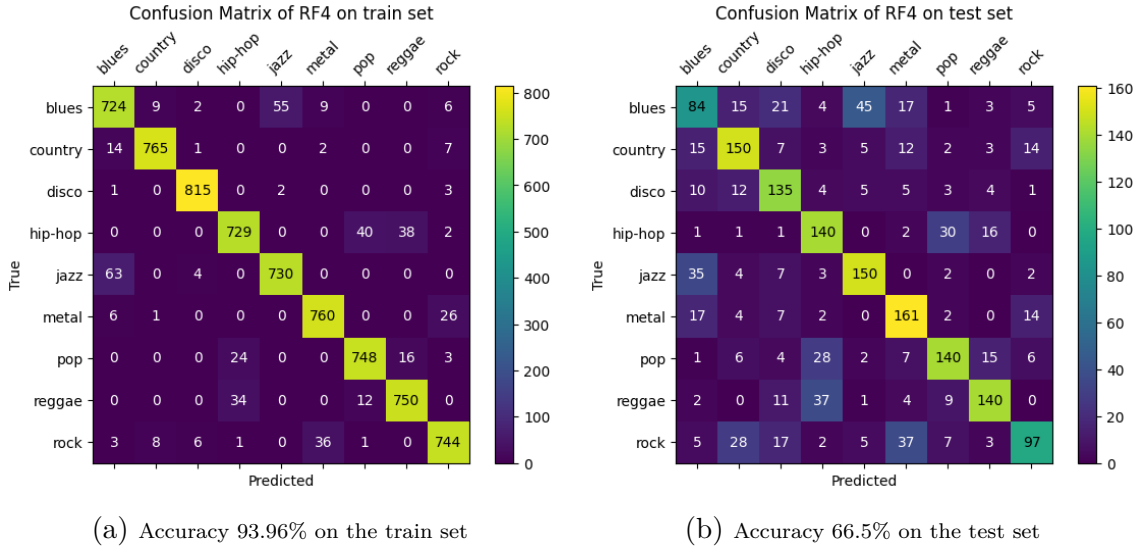 Confusion Matrix of RF4 on train set
blues country disco hip-hop jazz metal pop reggae rock
blues 724 9 2 0 55 9 0 0 6
country 14 765 1 0 0 2 0 0 7
disco 1 0 815 0 2 0 0 0 3
hip-hop 0 0 0 729 0 0 40 38 2
jazz 63 0 4 0 730 0 0 0 0
metal 6 1 0 0 0 760 0 0 26
pop 0 0 0 24 0 0 748 16 3
reggae 0 0 0 34 0 0 12 750 0
rock 3 8 6 1 0 36 1 0 744
True
Predicted
800
700
600
500
400
300
200
100
0
(a) Accuracy 93.96% on the train set
Confusion Matrix of RF4 on test set
blues country disco hip-hop jazz metal pop reggae rock
blues 84 15 21 4 45 17 1 3 5
country 15 150 7 3 5 12 2 3 14
disco 10 12 135 4 5 5 3 4 1
hip-hop 1 1 1 140 0 2 30 16 0
jazz 35 4 7 3 150 0 2 0 2
metal 17 4 7 2 0 161 2 0 14
pop 1 6 4 28 2 7 140 15 6
reggae 2 0 11 37 1 4 9 140 0
rock 5 28 17 2 5 37 7 3 97
True
Predicted
160
140
120
100
80
60
40
20
0
(b) Accuracy 66.5% on the test set